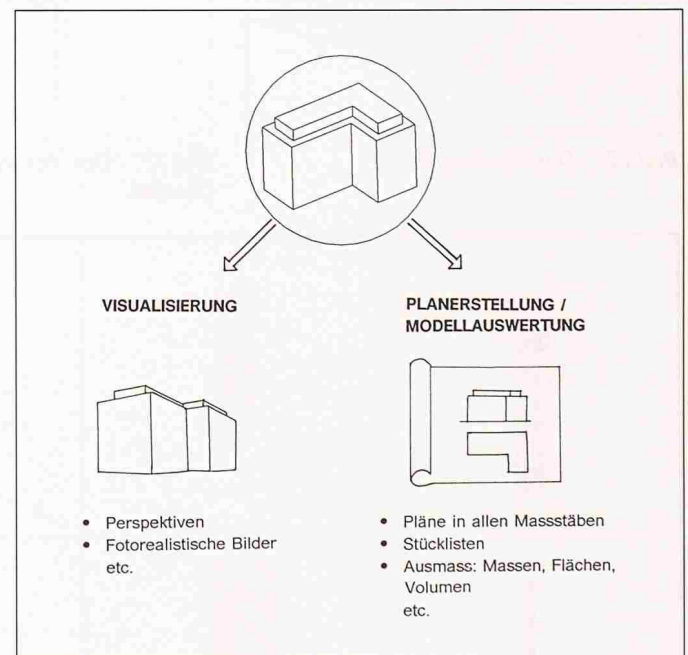 VISUALISIERUNG
• Perspektiven
• Fotorealistische Bilder
etc.
PLANERSTELLUNG /
MODELLAUSWERTUNG
• Pläne in allen Massstäben
• Stücklisten
• Ausmass: Massen, Flächen,
Volumen
etc.